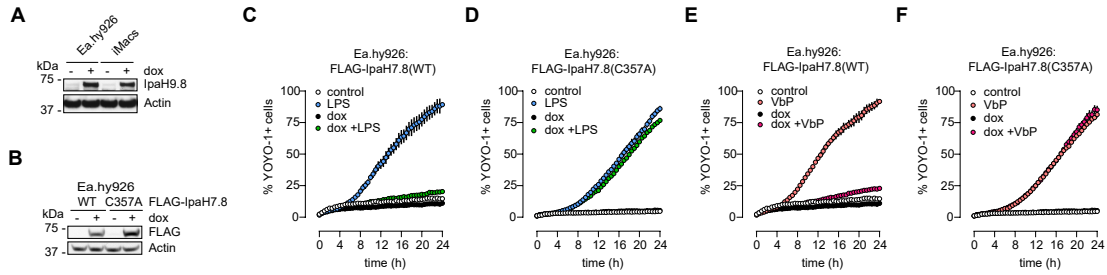 A
Ea.hy926
iMacs
kDa
- + - + dox
75 -
IpaH9.8
Actin
37 -
B
Ea.hy926
WT C357A FLAG-IpaH7.8
kDa
- + - + dox
75 -
FLAG
Actin
37 -
C
Ea.hy926:
FLAG-IpaH7.8(WT)
control
LPS
dox
dox +LPS
% YOYO-1+ cells
100
75
50
25
0
0 4 8 12 16 20 24
time (h)
D
Ea.hy926:
FLAG-IpaH7.8(C357A)
control
LPS
dox
dox +LPS
% YOYO-1+ cells
100
75
50
25
0
0 4 8 12 16 20 24
time (h)
E
Ea.hy926:
FLAG-IpaH7.8(WT)
control
VbP
dox
dox +VbP
% YOYO-1+ cells
100
75
50
25
0
0 4 8 12 16 20 24
time (h)
F
Ea.hy926:
FLAG-IpaH7.8(C357A)
control
VbP
dox
dox +VbP
% YOYO-1+ cells
100
75
50
25
0
0 4 8 12 16 20 24
time (h)